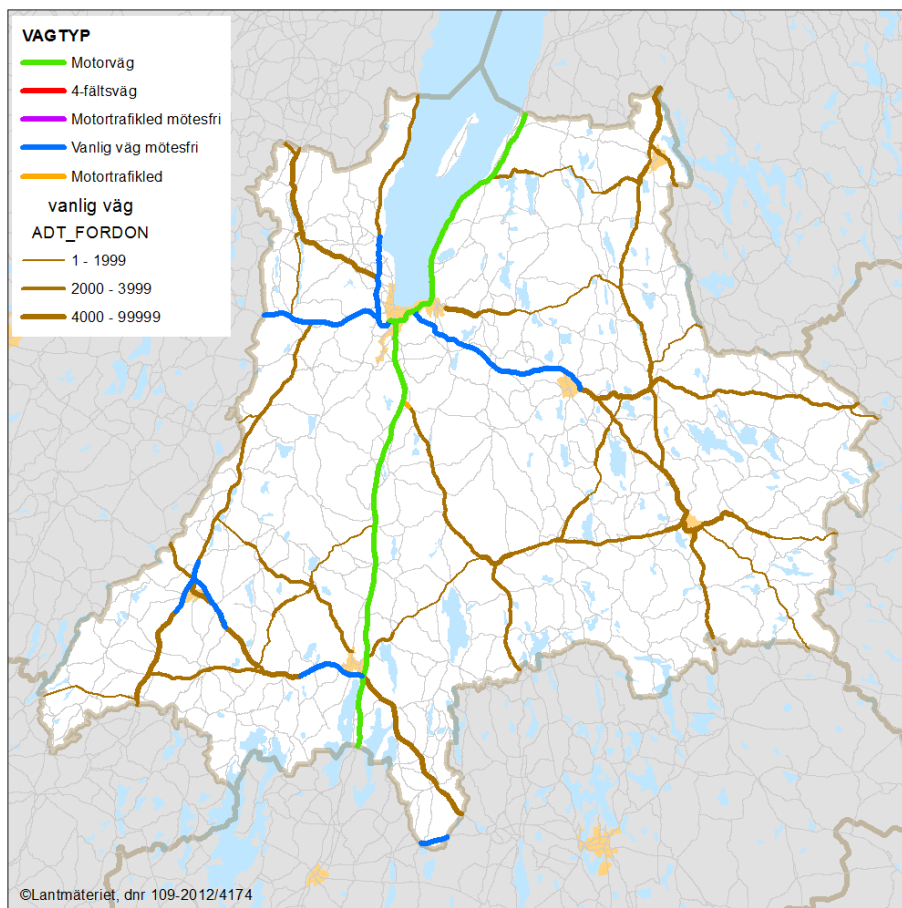 VAGTYP
Motorväg
4-fältsväg
Motortrafikled mötesfri
Vanlig väg mötesfri
Motortrafikled
vanlig väg
ADT_FORDON
1 - 1999
2000 - 3999
4000 - 99999
©Lantmäteriet, dnr 109-2012/4174